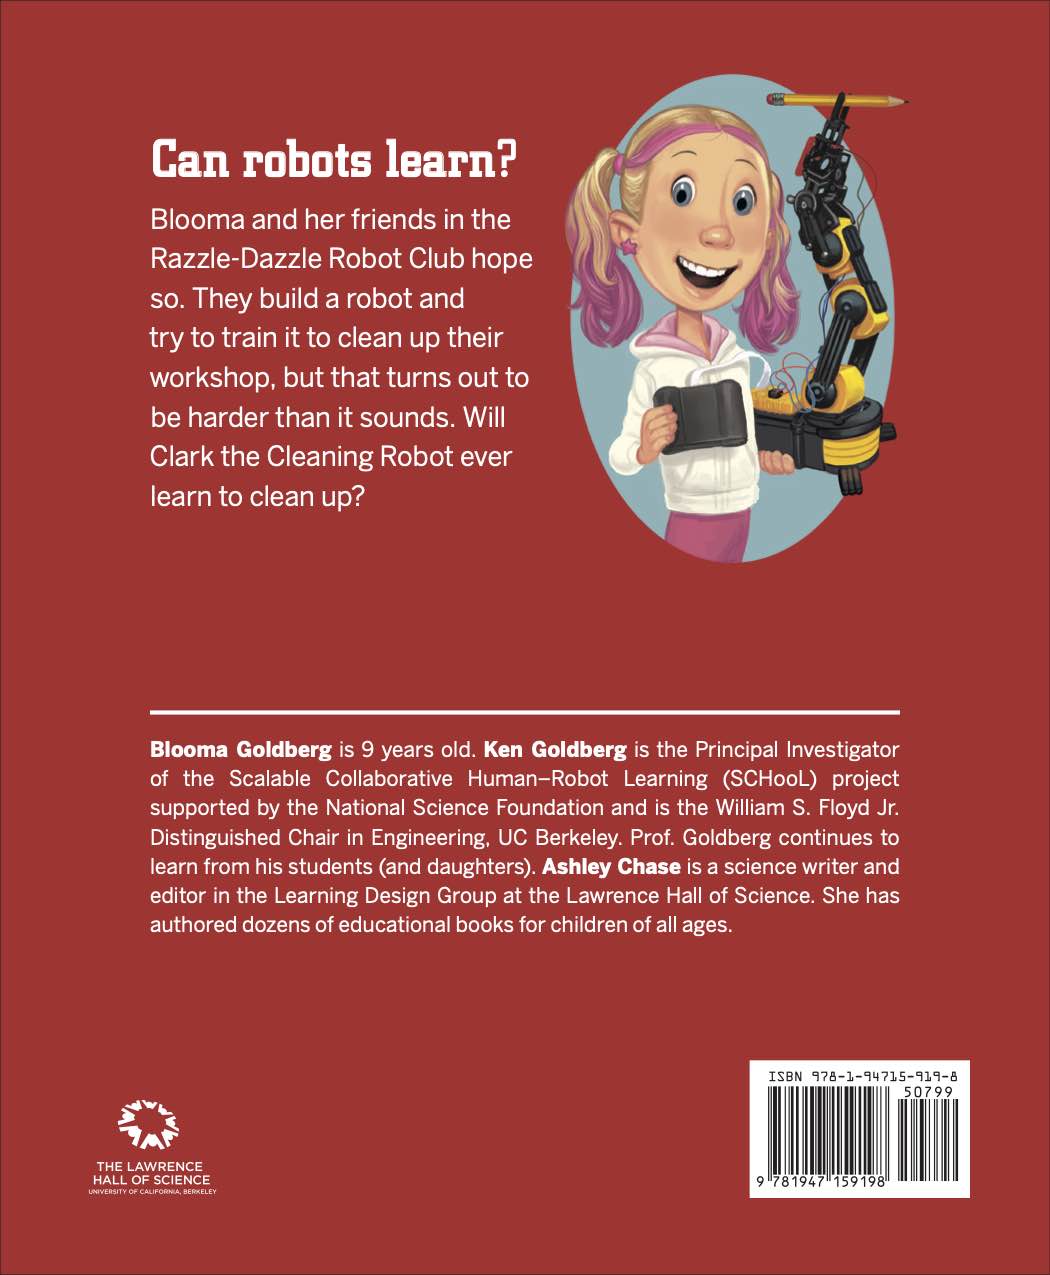 Can robots learn?
Blooma and her friends in the
Razzle-Dazzle Robot Club hope
so. They build a robot and
try to train it to clean up their
workshop, but that turns out to
be harder than it sounds. Will
Clark the Cleaning Robot ever
learn to clean up?
Blooma Goldberg is 9 years old. Ken Goldberg is the Principal Investigator
of the Scalable Collaborative Human–Robot Learning (SCHooL) project
supported by the National Science Foundation and is the William S. Floyd Jr.
Distinguished Chair in Engineering, UC Berkeley. Prof. Goldberg continues to
learn from his students (and daughters). Ashley Chase is a science writer and
editor in the Learning Design Group at the Lawrence Hall of Science. She has
authored dozens of educational books for children of all ages.
THE LAWRENCE
HALL OF SCIENCE
UNIVERSITY OF CALIFORNIA, BERKELEY
ISBN 978-1-94715-919-8
50799
9 781947 159198